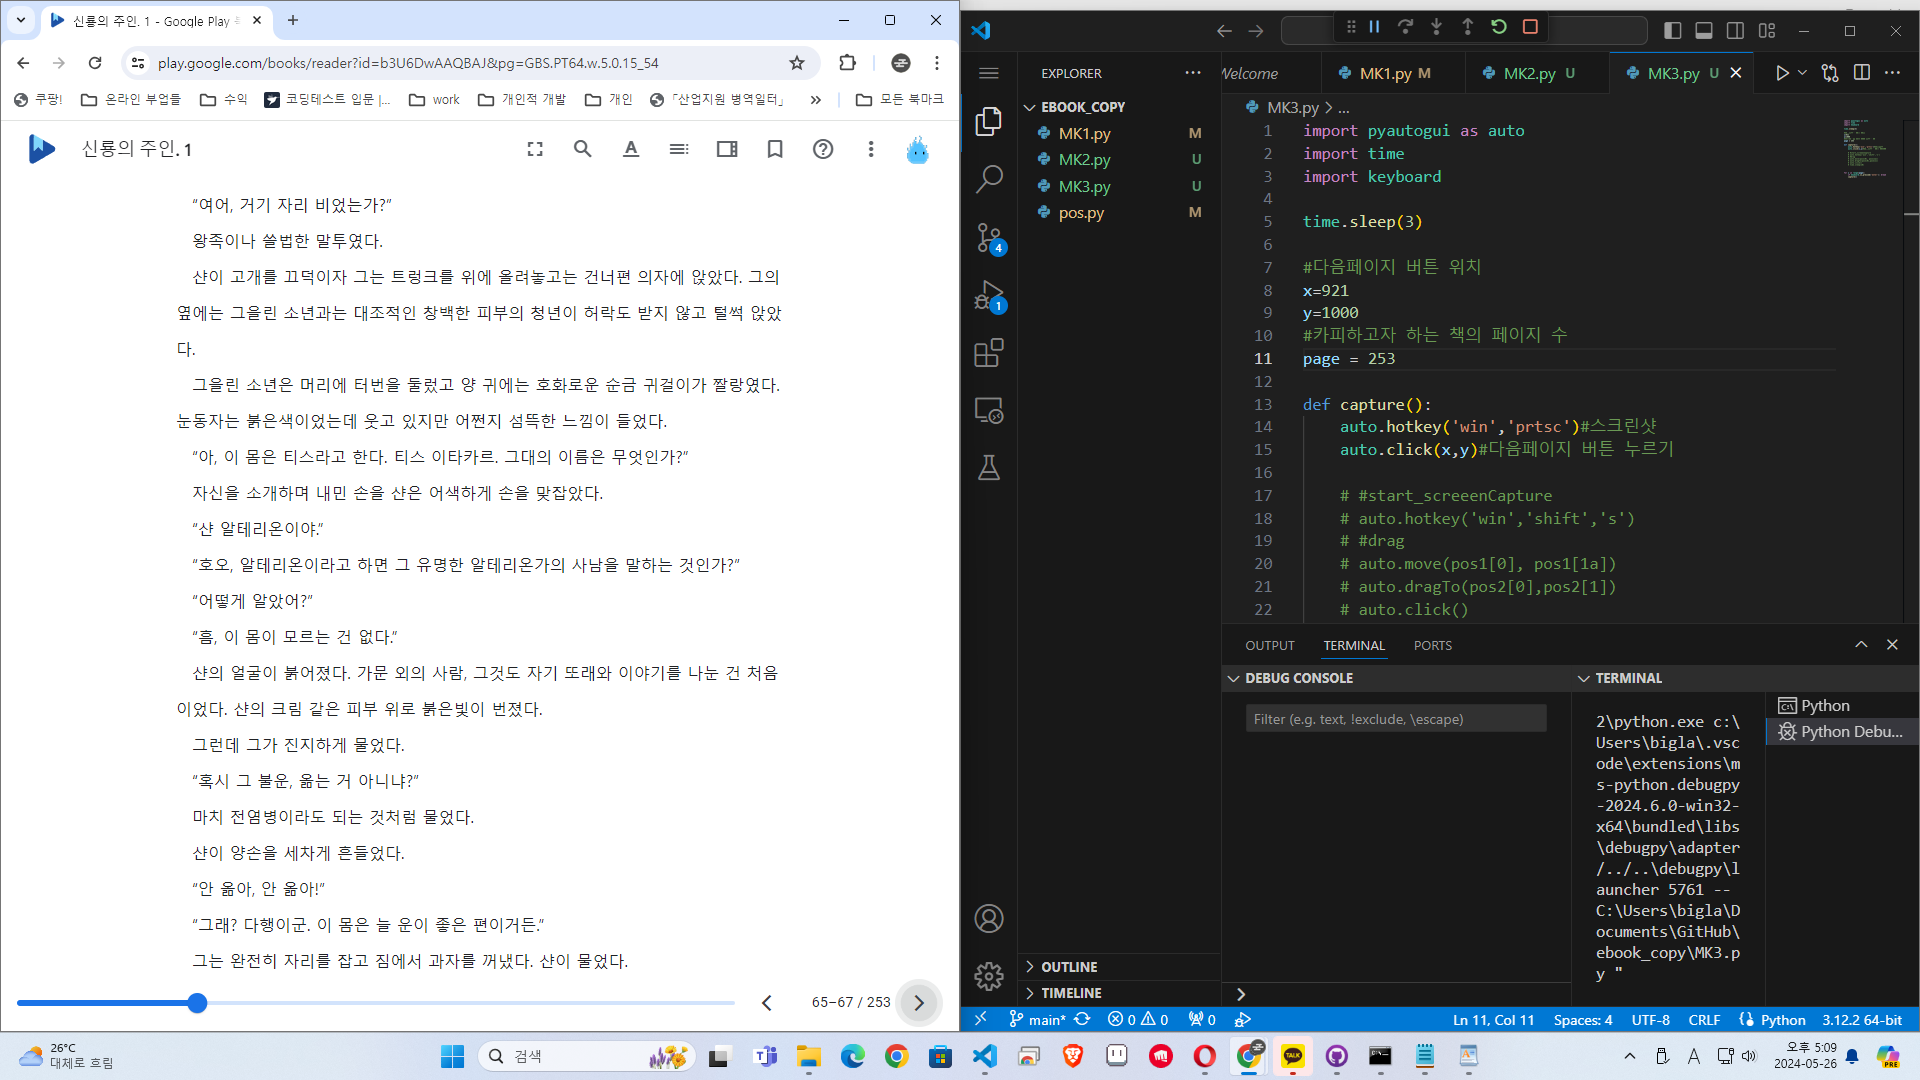 신룡의 주인. 1 - Google Play
play.google.com/books/reader?id=b3U6DwAAQBAJ&pg=GBS.PT64.w.5.0.15_54
쿠팡! 온라인 부업들 수익 코딩테스트 입문 |... work 개인적 개발 개인 「산업지원 병역일터」 » 모든 북마크
신룡의 주인. 1
“여어, 거기 자리 비었는가?”
왕족이나 쓸법한 말투였다.
샨이 고개를 끄덕이자 그는 트렁크를 위에 올려놓고는 건너편 의자에 앉았다. 그의
옆에는 그을린 소년과는 대조적인 창백한 피부의 청년이 허락도 받지 않고 털썩 앉았
다.
그을린 소년은 머리에 터번을 둘렀고 양 귀에는 호화로운 순금 귀걸이가 짤랑였다.
눈동자는 붉은색이었는데 웃고 있지만 어쩐지 섬뜩한 느낌이 들었다.
“아, 이 몸은 티스라고 한다. 티스 이타카르. 그대의 이름은 무엇인가?”
자신을 소개하며 내민 손을 샨은 어색하게 손을 맞잡았다.
“샨 알테리온이야.”
“호오, 알테리온이라고 하면 그 유명한 알테리온가의 사남을 말하는 것인가?”
“어떻게 알았어?”
“흠, 이 몸이 모르는 건 없다.”
샨의 얼굴이 붉어졌다. 가문 외의 사람, 그것도 자기 또래와 이야기를 나눈 건 처음
이었다. 샨의 크림 같은 피부 위로 붉은빛이 번졌다.
그런데 그가 진지하게 물었다.
“혹시 그 불운, 옮는 거 아니냐?”
마치 전염병이라도 되는 것처럼 물었다.
샨이 양손을 세차게 흔들었다.
“안 옮아, 안 옮아!”
“그래? 다행이군. 이 몸은 늘 운이 좋은 편이거든.”
그는 완전히 자리를 잡고 짐에서 과자를 꺼냈다. 샨이 물었다.
65–67 / 253
EXPLORER
EBOOK_COPY
MK1.py M
MK2.py U
MK3.py U
pos.py M
OUTLINE
TIMELINE
Welcome MK1.py M MK2.py U MK3.py U
MK3.py > ...
1 import pyautogui as auto
2 import time
3 import keyboard
4
5 time.sleep(3)
6
7 #다음페이지 버튼 위치
8 x=921
9 y=1000
10 #카피하고자 하는 책의 페이지 수
11 page = 253
12
13 def capture():
14 auto.hotkey('win','prtsc')#스크린샷
15 auto.click(x,y)#다음페이지 버튼 누르기
16
17 # #start_screeenCapture
18 # auto.hotkey('win','shift','s')
19 # #drag
20 # auto.move(pos1[0], pos1[1a])
21 # auto.dragTo(pos2[0],pos2[1])
22 # auto.click()
OUTPUT TERMINAL PORTS
DEBUG CONSOLE
Filter (e.g. text, !exclude, \escape)
TERMINAL
2\python.exe c:\
Users\bigla\.vsc
ode\extensions\m
s-python.debugpy
-2024.6.0-win32-
x64\bundled\libs
\debugpy\adapter
/../..\debugpy\l
auncher 5761 --
C:\Users\bigla\D
ocuments\GitHub\
ebook_copy\MK3.p
y "
Python
Python Debu...
4
1
main* 0 0 0 Ln 11, Col 11 Spaces: 4 UTF-8 CRLF Python 3.12.2 64-bit
26°C
대체로 흐림
검색
TALK
A
오후 5:09
2024-05-26
PRE